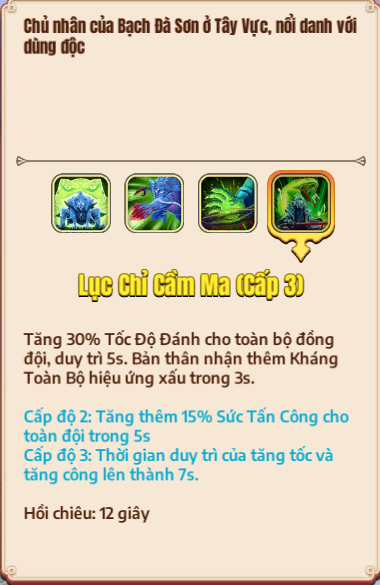 Chủ nhân của Bạch Đà Sơn ở Tây Vực, nổi danh với
dùng độc
Lục Chỉ Cầm Ma (Cấp 3)
Tăng 30% Tốc Độ Đánh cho toàn bộ đồng
đội, duy trì 5s. Bản thân nhận thêm Kháng
Toàn Bộ hiệu ứng xấu trong 3s.
Cấp độ 2: Tăng thêm 15% Sức Tấn Công cho
toàn đội trong 5s
Cấp độ 3: Thời gian duy trì của tăng tốc và
tăng công lên thành 7s.
Hồi chiêu: 12 giây